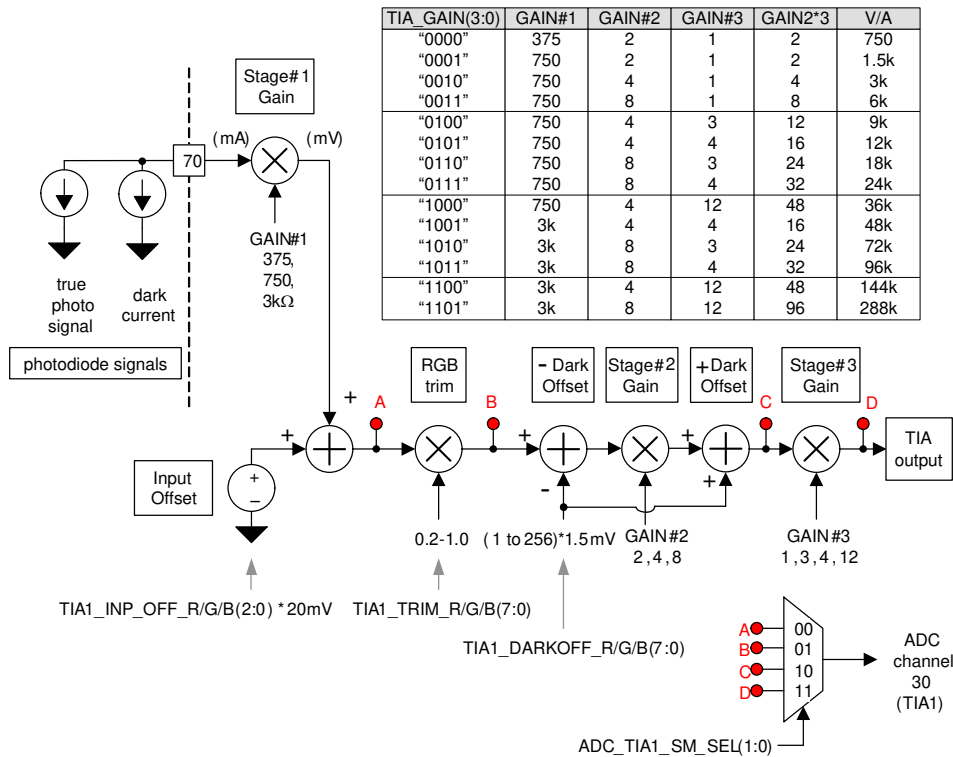 TIA_GAIN(3:0) GAIN#1 GAIN#2 GAIN#3 GAIN2*3 V/A
“0000” 375 2 1 2 750
“0001” 750 2 1 2 1.5k
“0010” 750 4 1 4 3k
“0011” 750 8 1 8 6k
“0100” 750 4 3 12 9k
“0101” 750 4 4 16 12k
“0110” 750 8 3 24 18k
“0111” 750 8 4 32 24k
“1000” 750 4 12 48 36k
“1001” 3k 4 4 16 48k
“1010” 3k 8 3 24 72k
“1011” 3k 8 4 32 96k
“1100” 3k 4 12 48 144k
“1101” 3k 8 12 96 288k
Stage#1
Gain
(mA)
(mV)
70
GAIN#1
375,
750,
3kΩ
true
photo
signal
dark
current
photodiode signals
RGB
trim
- Dark
Offset
Stage#2
Gain
+Dark
Offset
Stage#3
Gain
A
B
C
D
+
+
+
-
+
+
TIA
output
Input
Offset
+
−
0.2-1.0
(1 to 256)*1.5mV
GAIN#2
2,4,8
GAIN#3
1,3,4,12
TIA1_INP_OFF_R/G/B(2:0) *20mV
TIA1_TRIM_R/G/B(7:0)
TIA1_DARKOFF_R/G/B(7:0)
A 00
B 01
C 10
D 11
ADC
channel
30
(TIA1)
ADC_TIA1_SM_SEL(1:0)